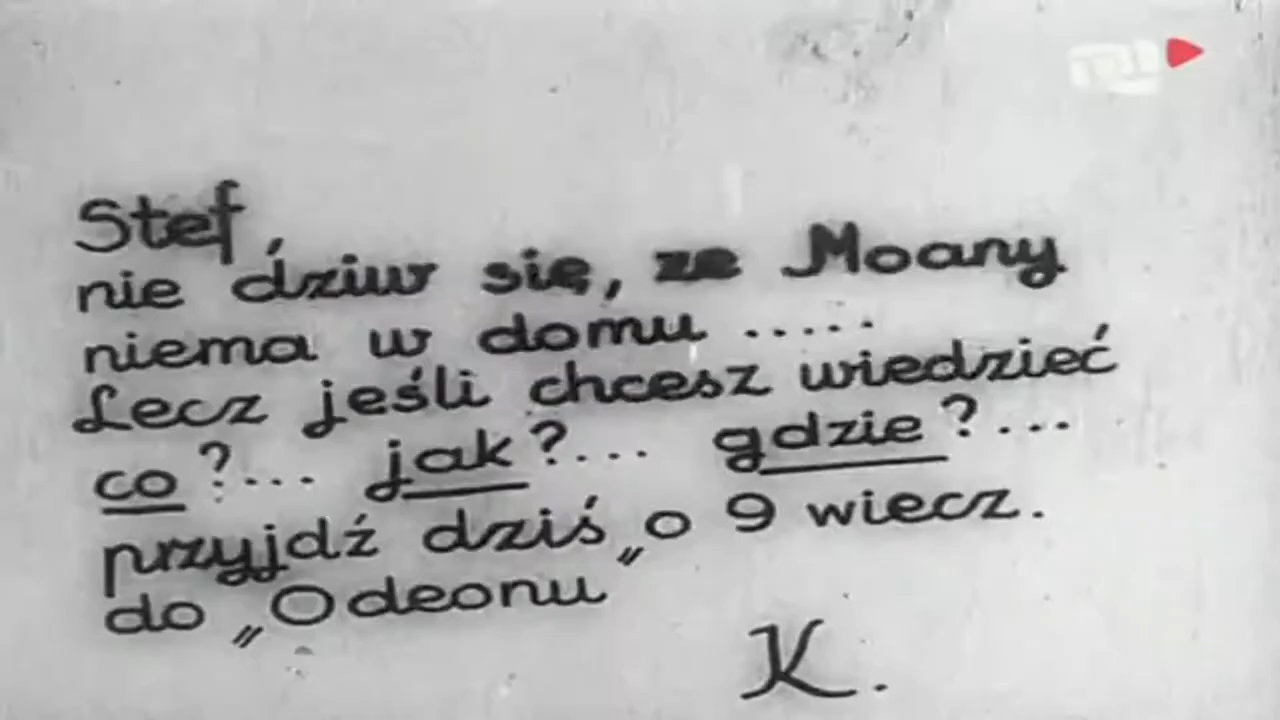 Stef,
nie dziw się, że Moany
niema w domu .....
Lecz jeśli chcesz wiedzieć
co?... jak?... gdzie?...
przyjdź dziś o 9 wiecz.
do „Odeonu„
K.